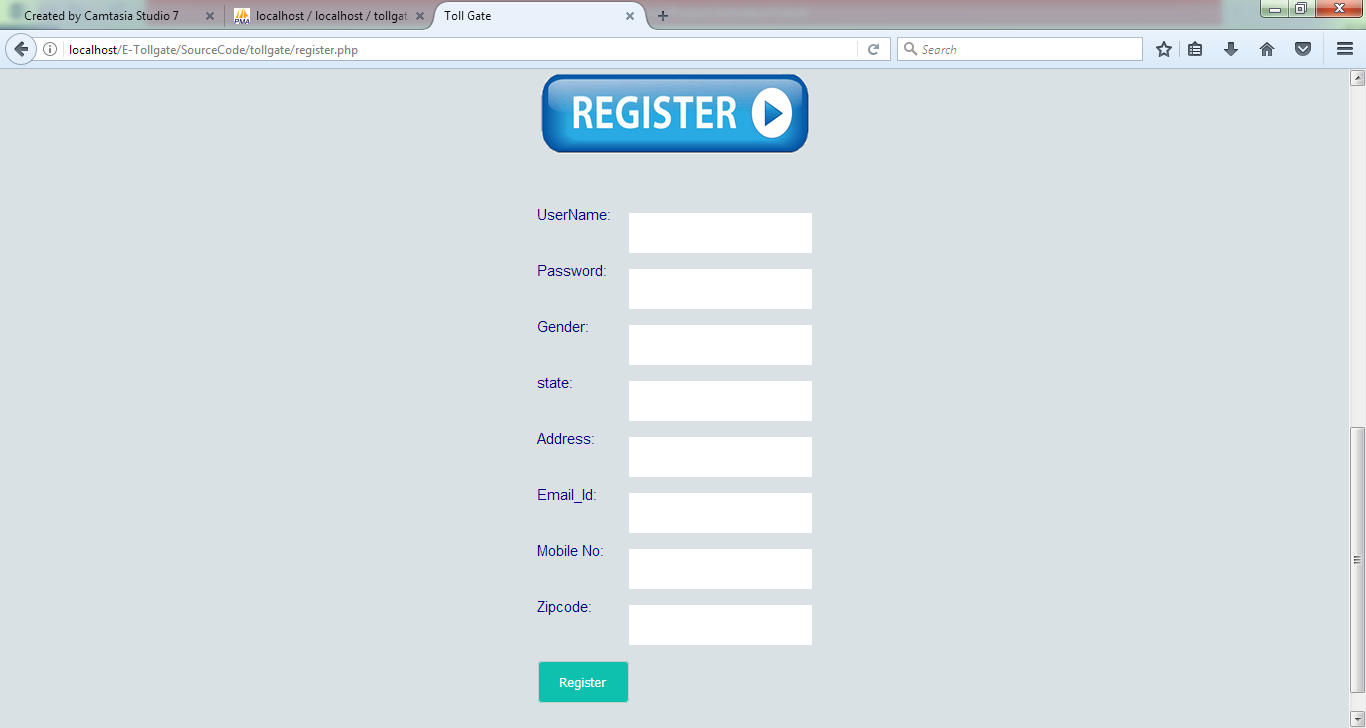 Created by Camtasia Studio 7
localhost / localhost / tollgat
Toll Gate
localhost/E-Tollgate/SourceCode/tollgate/register.php
Search
REGISTER
UserName:
Password:
Gender:
state:
Address:
Email_Id:
Mobile No:
Zipcode:
Register